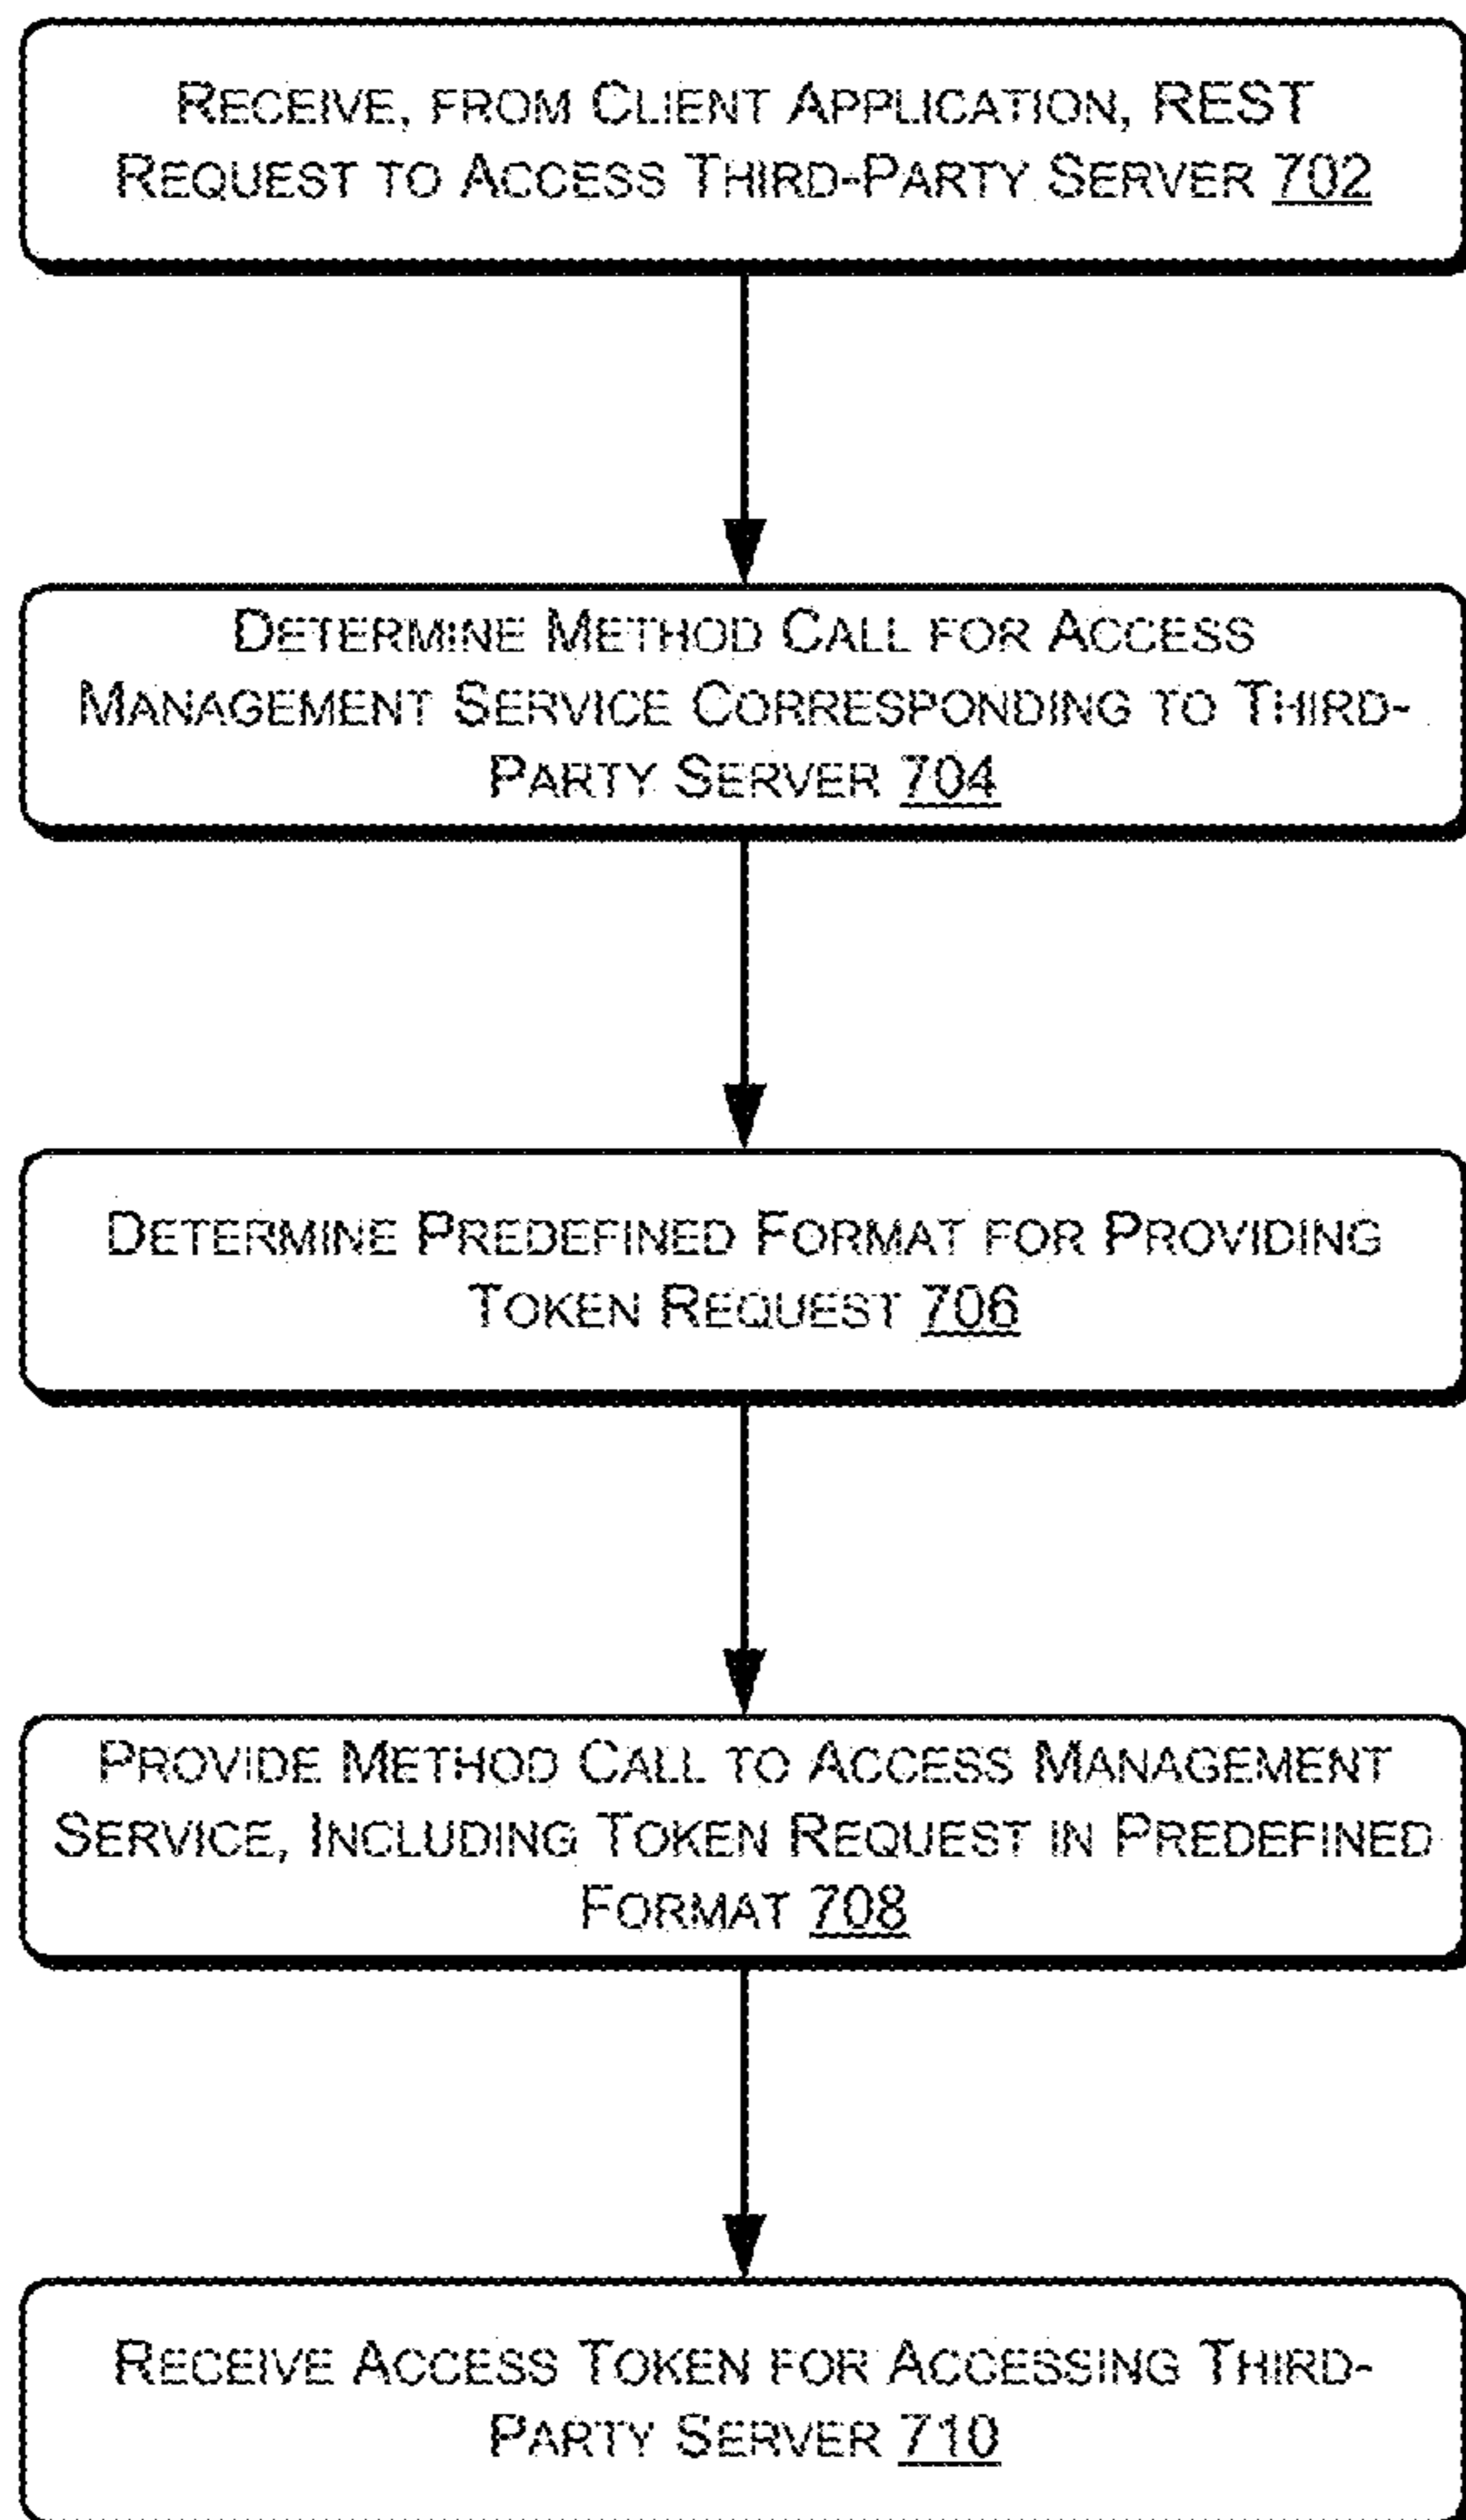 RECEIVE, FROM CLIENT APPLICATION, REST
REQUEST TO ACCESS THIRD-PARTY SERVER 702
DETERMINE METHOD CALL FOR ACCESS
MANAGEMENT SERVICE CORRESPONDING TO THIRD-
PARTY SERVER 704
DETERMINE PREDEFINED FORMAT FOR PROVIDING
TOKEN REQUEST 706
PROVIDE METHOD CALL TO ACCESS MANAGEMENT
SERVICE, INCLUDING TOKEN REQUEST IN PREDEFINED
FORMAT 708
RECEIVE ACCESS TOKEN FOR ACCESSING THIRD-
PARTY SERVER 710